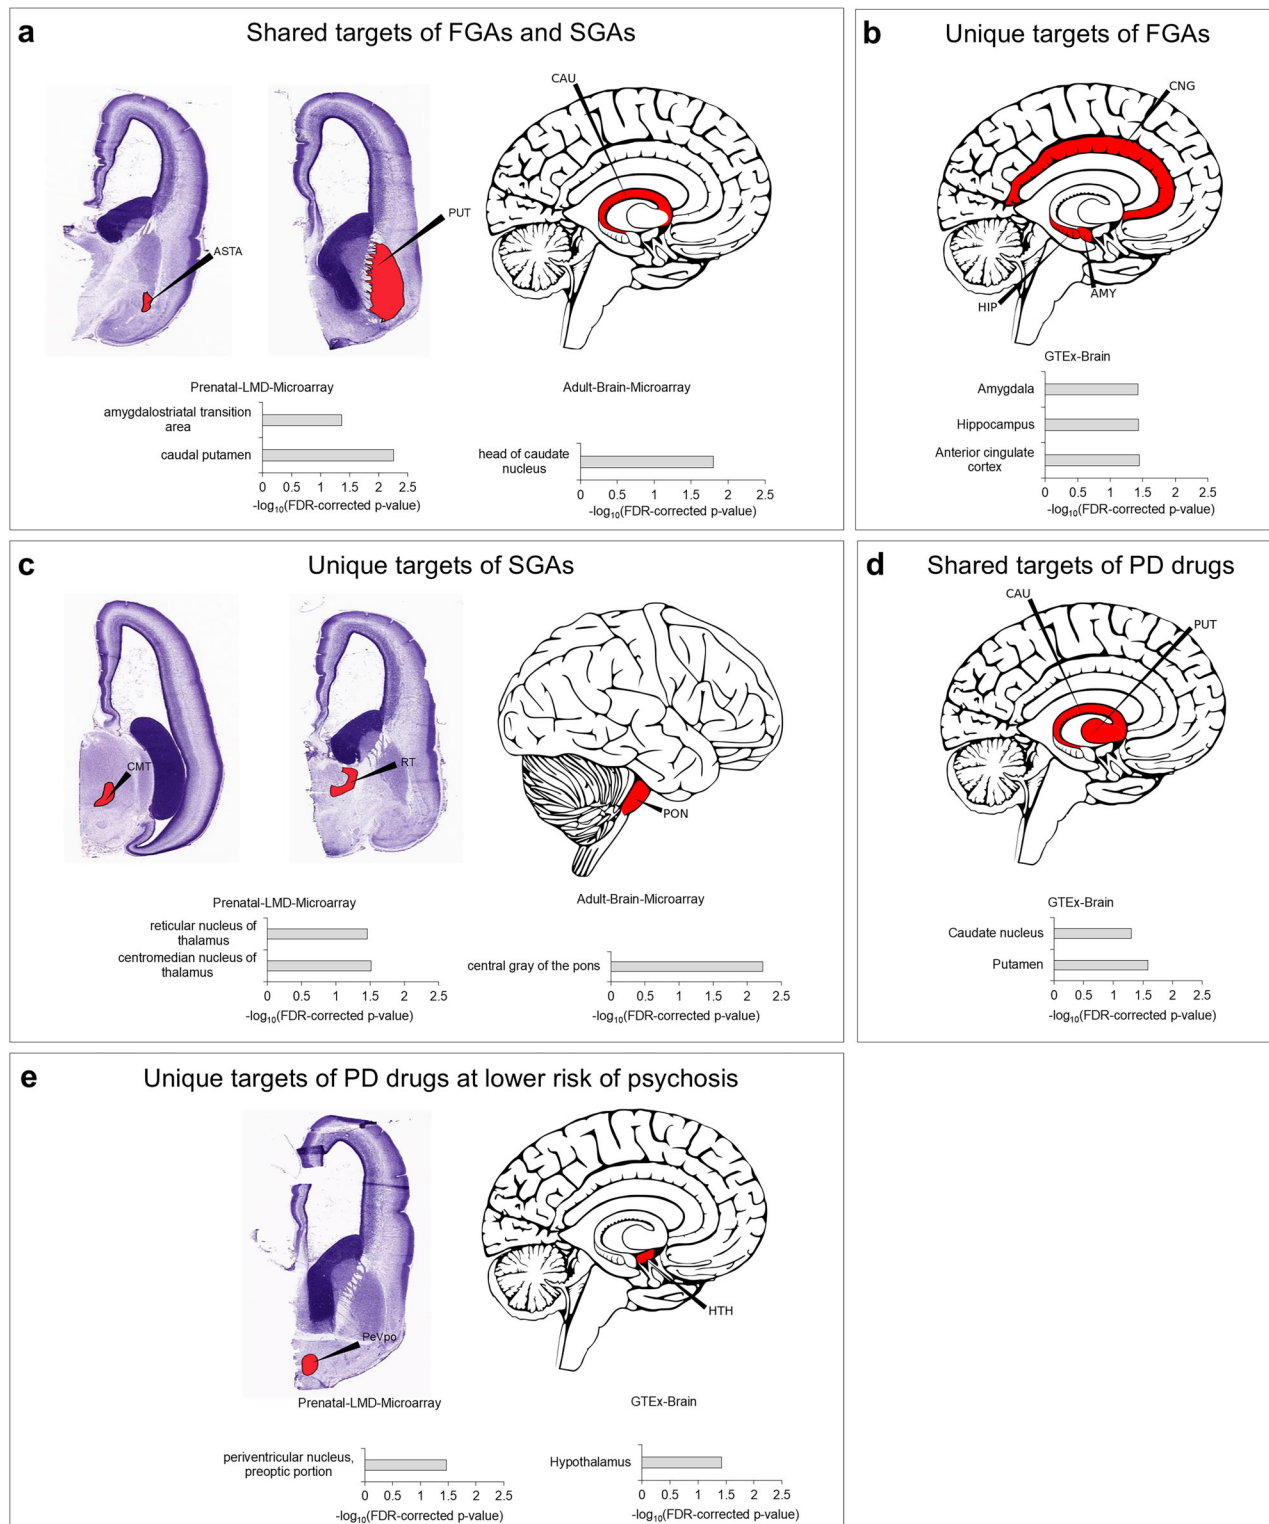 a
Shared targets of FGAs and SGAs
CAU
ASTA
PUT
Prenatal-LMD-Microarray
amygdalostriatal transition
area
caudal putamen
0 0.5 1 1.5 2 2.5
-log10(FDR-corrected p-value)
Adult-Brain-Microarray
head of caudate
nucleus
0 0.5 1 1.5 2 2.5
-log10(FDR-corrected p-value)
b
Unique targets of FGAs
CNG
HIP
AMY
GTEx-Brain
Amygdala
Hippocampus
Anterior cingulate
cortex
0 0.5 1 1.5 2 2.5
-log10(FDR-corrected p-value)
c
Unique targets of SGAs
CMT
RT
PON
Prenatal-LMD-Microarray
reticular nucleus of
thalamus
centromedian nucleus of
thalamus
0 0.5 1 1.5 2 2.5
-log10(FDR-corrected p-value)
Adult-Brain-Microarray
central gray of the pons
0 0.5 1 1.5 2 2.5
-log10(FDR-corrected p-value)
d
Shared targets of PD drugs
CAU
PUT
GTEx-Brain
Caudate nucleus
Putamen
0 0.5 1 1.5 2 2.5
-log10(FDR-corrected p-value)
e
Unique targets of PD drugs at lower risk of psychosis
PeVpo
HTH
Prenatal-LMD-Microarray
periventricular nucleus,
preoptic portion
0 0.5 1 1.5 2 2.5
-log10(FDR-corrected p-value)
GTEx-Brain
Hypothalamus
0 0.5 1 1.5 2 2.5
-log10(FDR-corrected p-value)